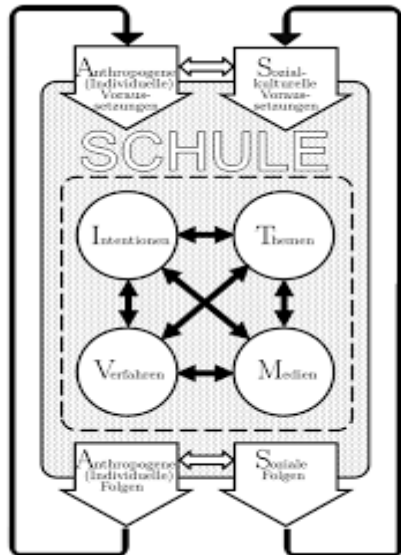 Anthropogene
(Individuelle)
Voraus-
setzungen
Sozial-
kulturelle
Voraus-
setzungen
SCHULE
Intentionen
Themen
Verfahren
Medien
Anthropogene
(Individuelle)
Folgen
Soziale
Folgen